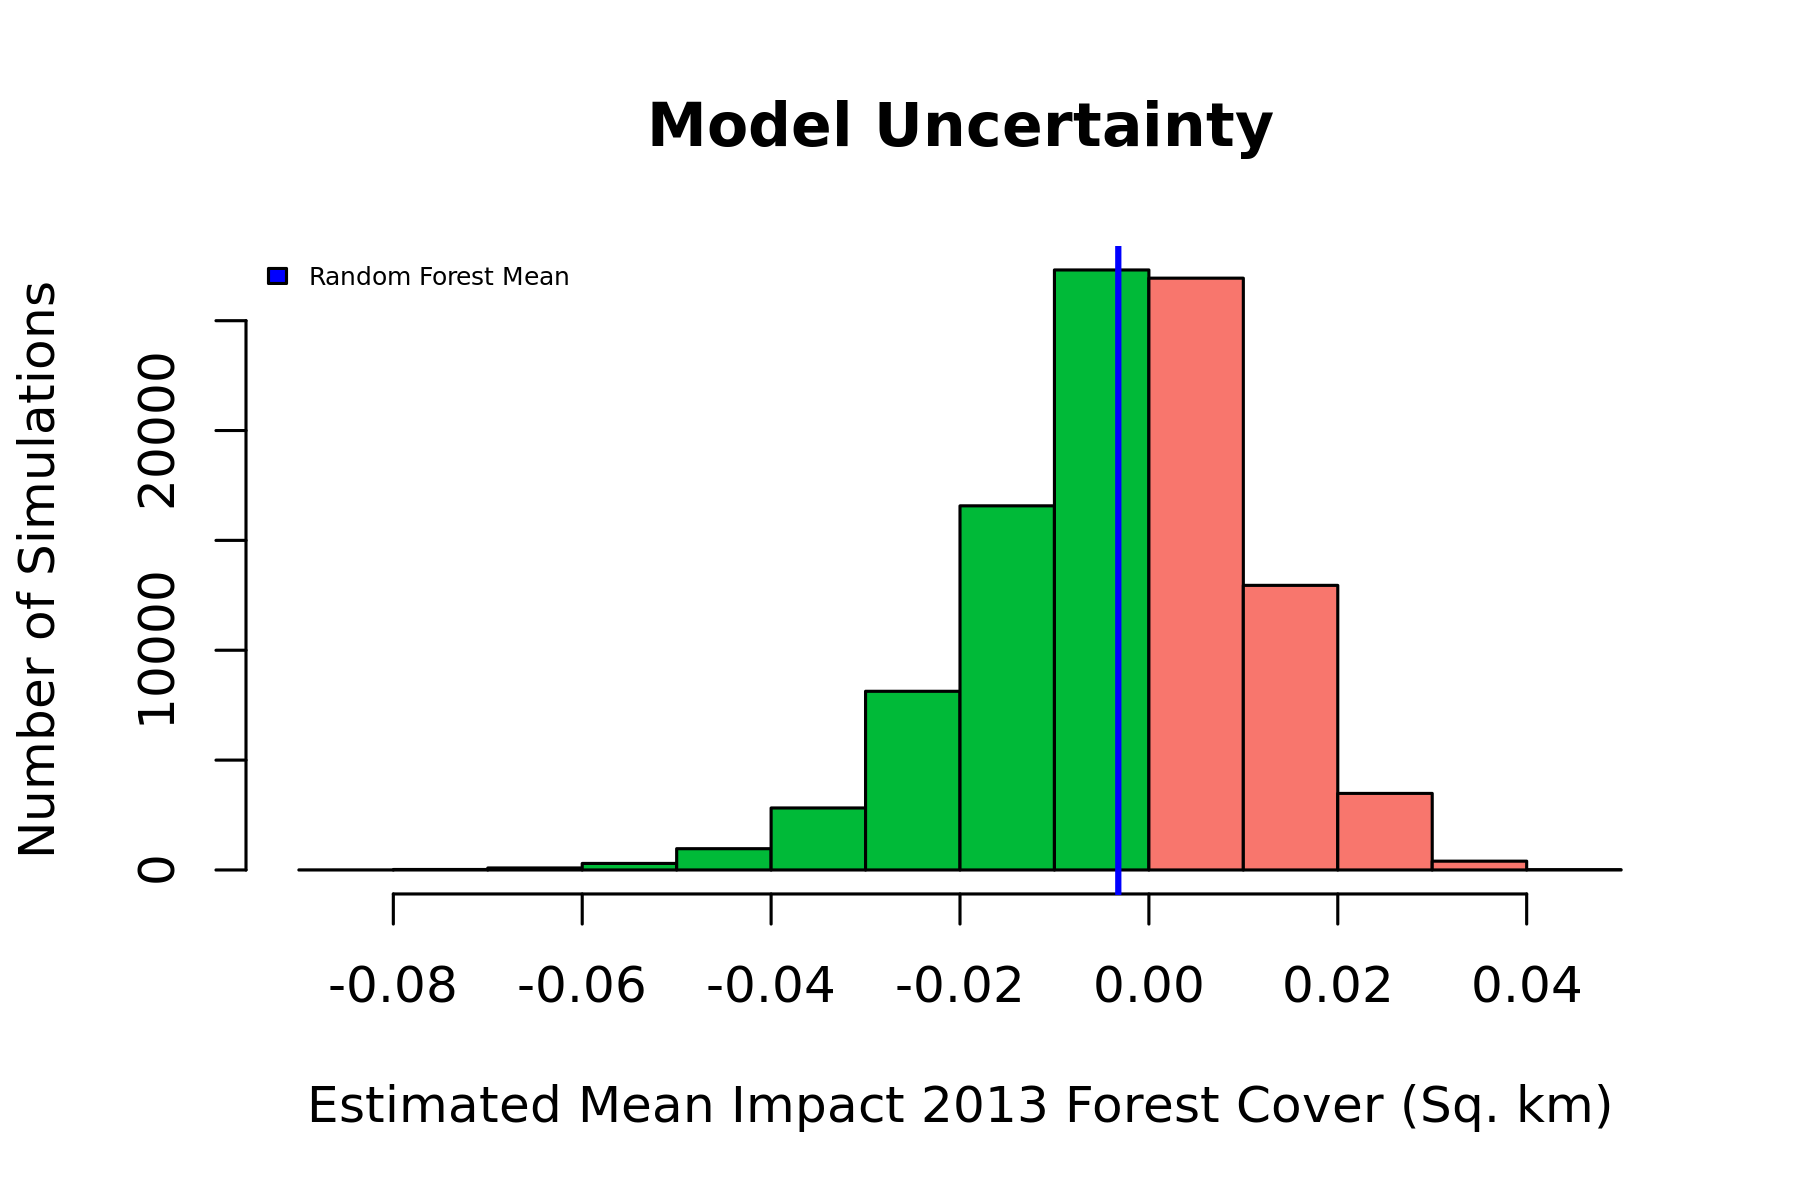 Model Uncertainty
Random Forest Mean
Number of Simulations
20000
10000
0
-0.08 -0.06 -0.04 -0.02 0.00 0.02 0.04
Estimated Mean Impact 2013 Forest Cover (Sq. km)